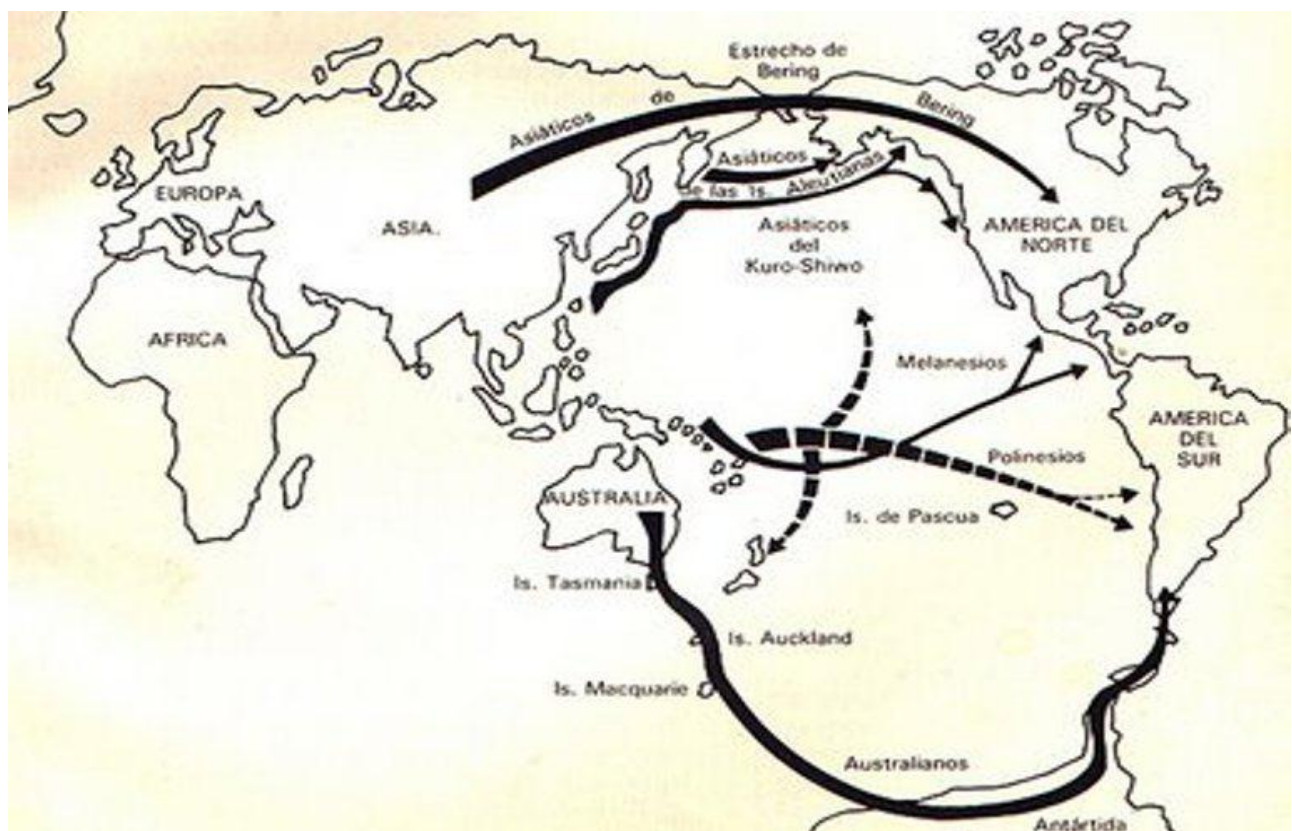 Estrecho de
Bering
Asiáticos de Bering
Asiáticos
de las Is. Aleutianas
EUROPA
ASIA.
Asiáticos
del
Kuro-Shiwo
AMERICA DEL
NORTE
AFRICA
Melanesios
AMERICA
DEL
SUR
Polinesios
AUSTRALIA
Is. de Pascua
Is. Tasmania
Is. Auckland
Is. Macquarie
Australianos
Antártida